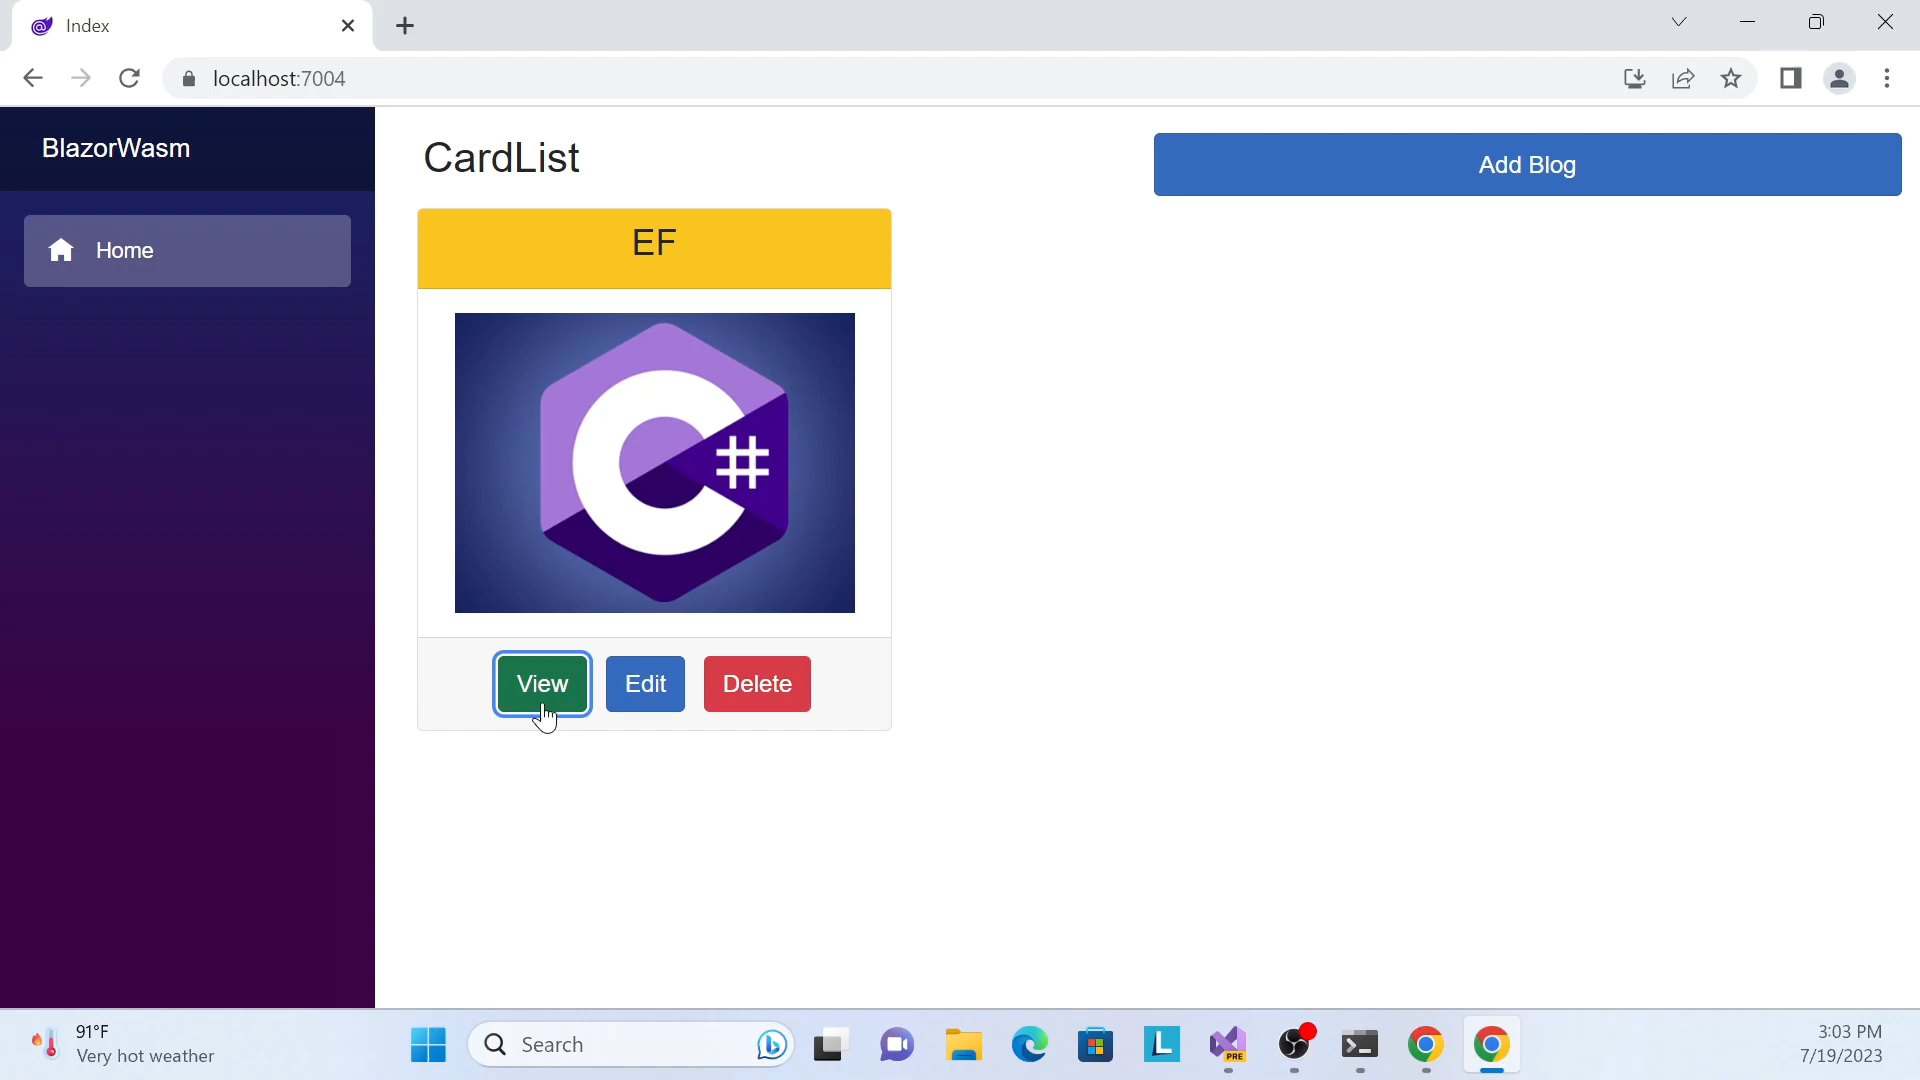 Index
localhost:7004
BlazorWasm
Home
CardList
Add Blog
EF
C#
View
Edit
Delete
91°F
Very hot weather
Search
L
PRE
3:03 PM
7/19/2023